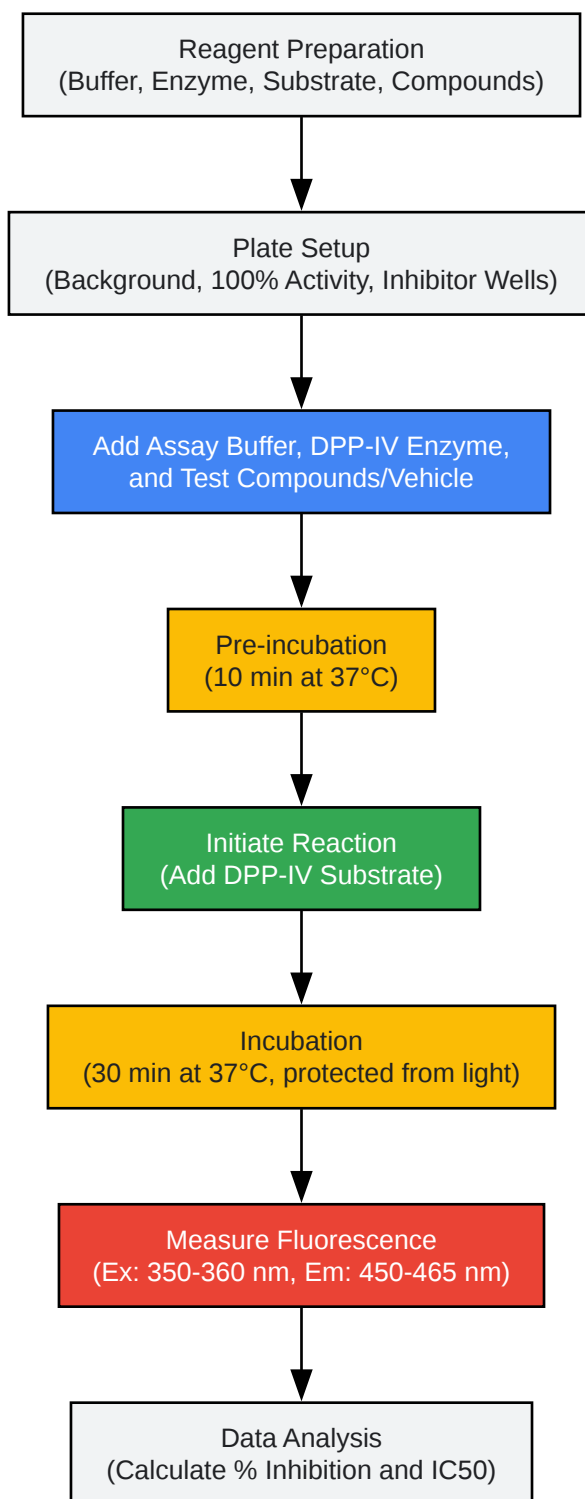 Reagent Preparation
(Buffer, Enzyme, Substrate, Compounds)
Plate Setup
(Background, 100% Activity, Inhibitor Wells)
Add Assay Buffer, DPP-IV Enzyme,
and Test Compounds/Vehicle
Pre-incubation
(10 min at 37°C)
Initiate Reaction
(Add DPP-IV Substrate)
Incubation
(30 min at 37°C, protected from light)
Measure Fluorescence
(Ex: 350-360 nm, Em: 450-465 nm)
Data Analysis
(Calculate % Inhibition and IC50)